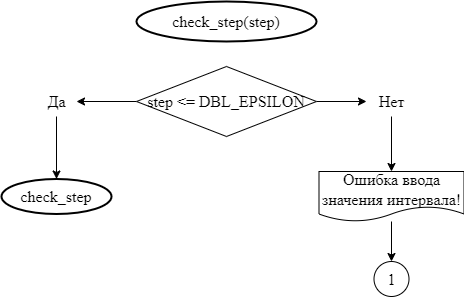 check_step(step)
Да
step <= DBL_EPSILON
Нет
check_step
Ошибка ввода
значения интервала!
1